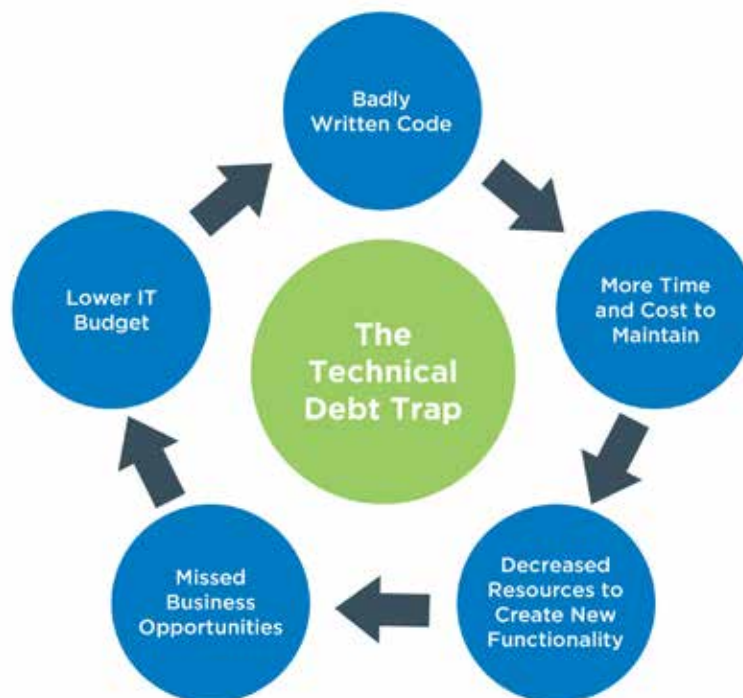 Badly
Written Code
More Time
and Cost to
Maintain
Decreased
Resources to
Create New
Functionality
Missed
Business
Opportunities
Lower IT
Budget
The
Technical
Debt Trap